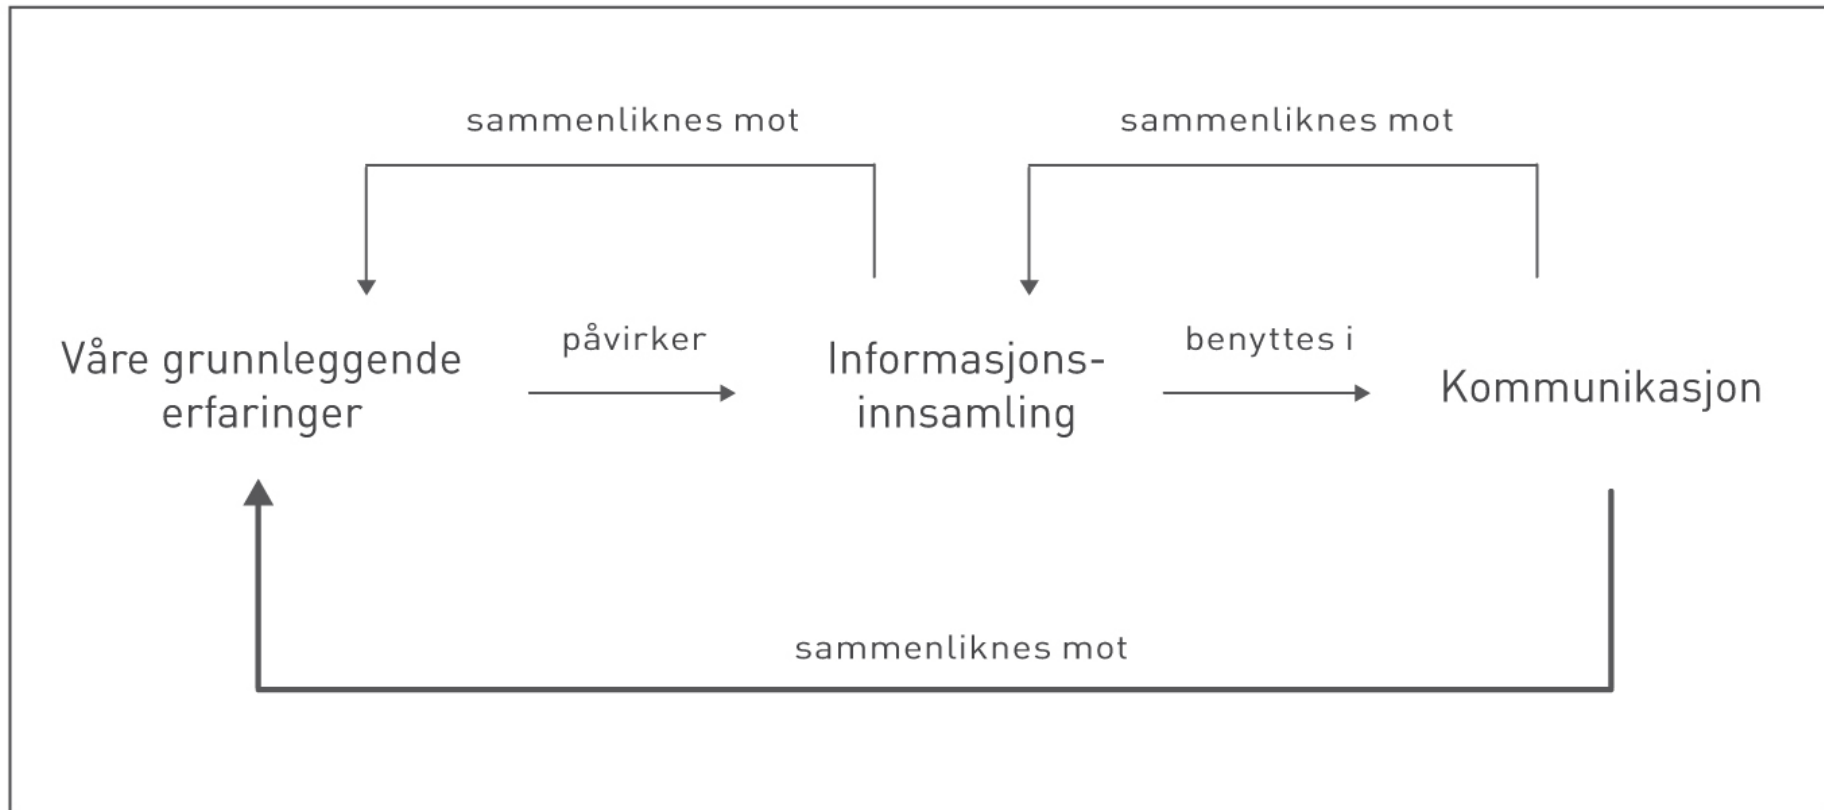 sammenliknes mot
sammenliknes mot
Våre grunnleggende
erfaringer
påvirker
Informasjons-
innsamling
benyttes i
Kommunikasjon
sammenliknes mot